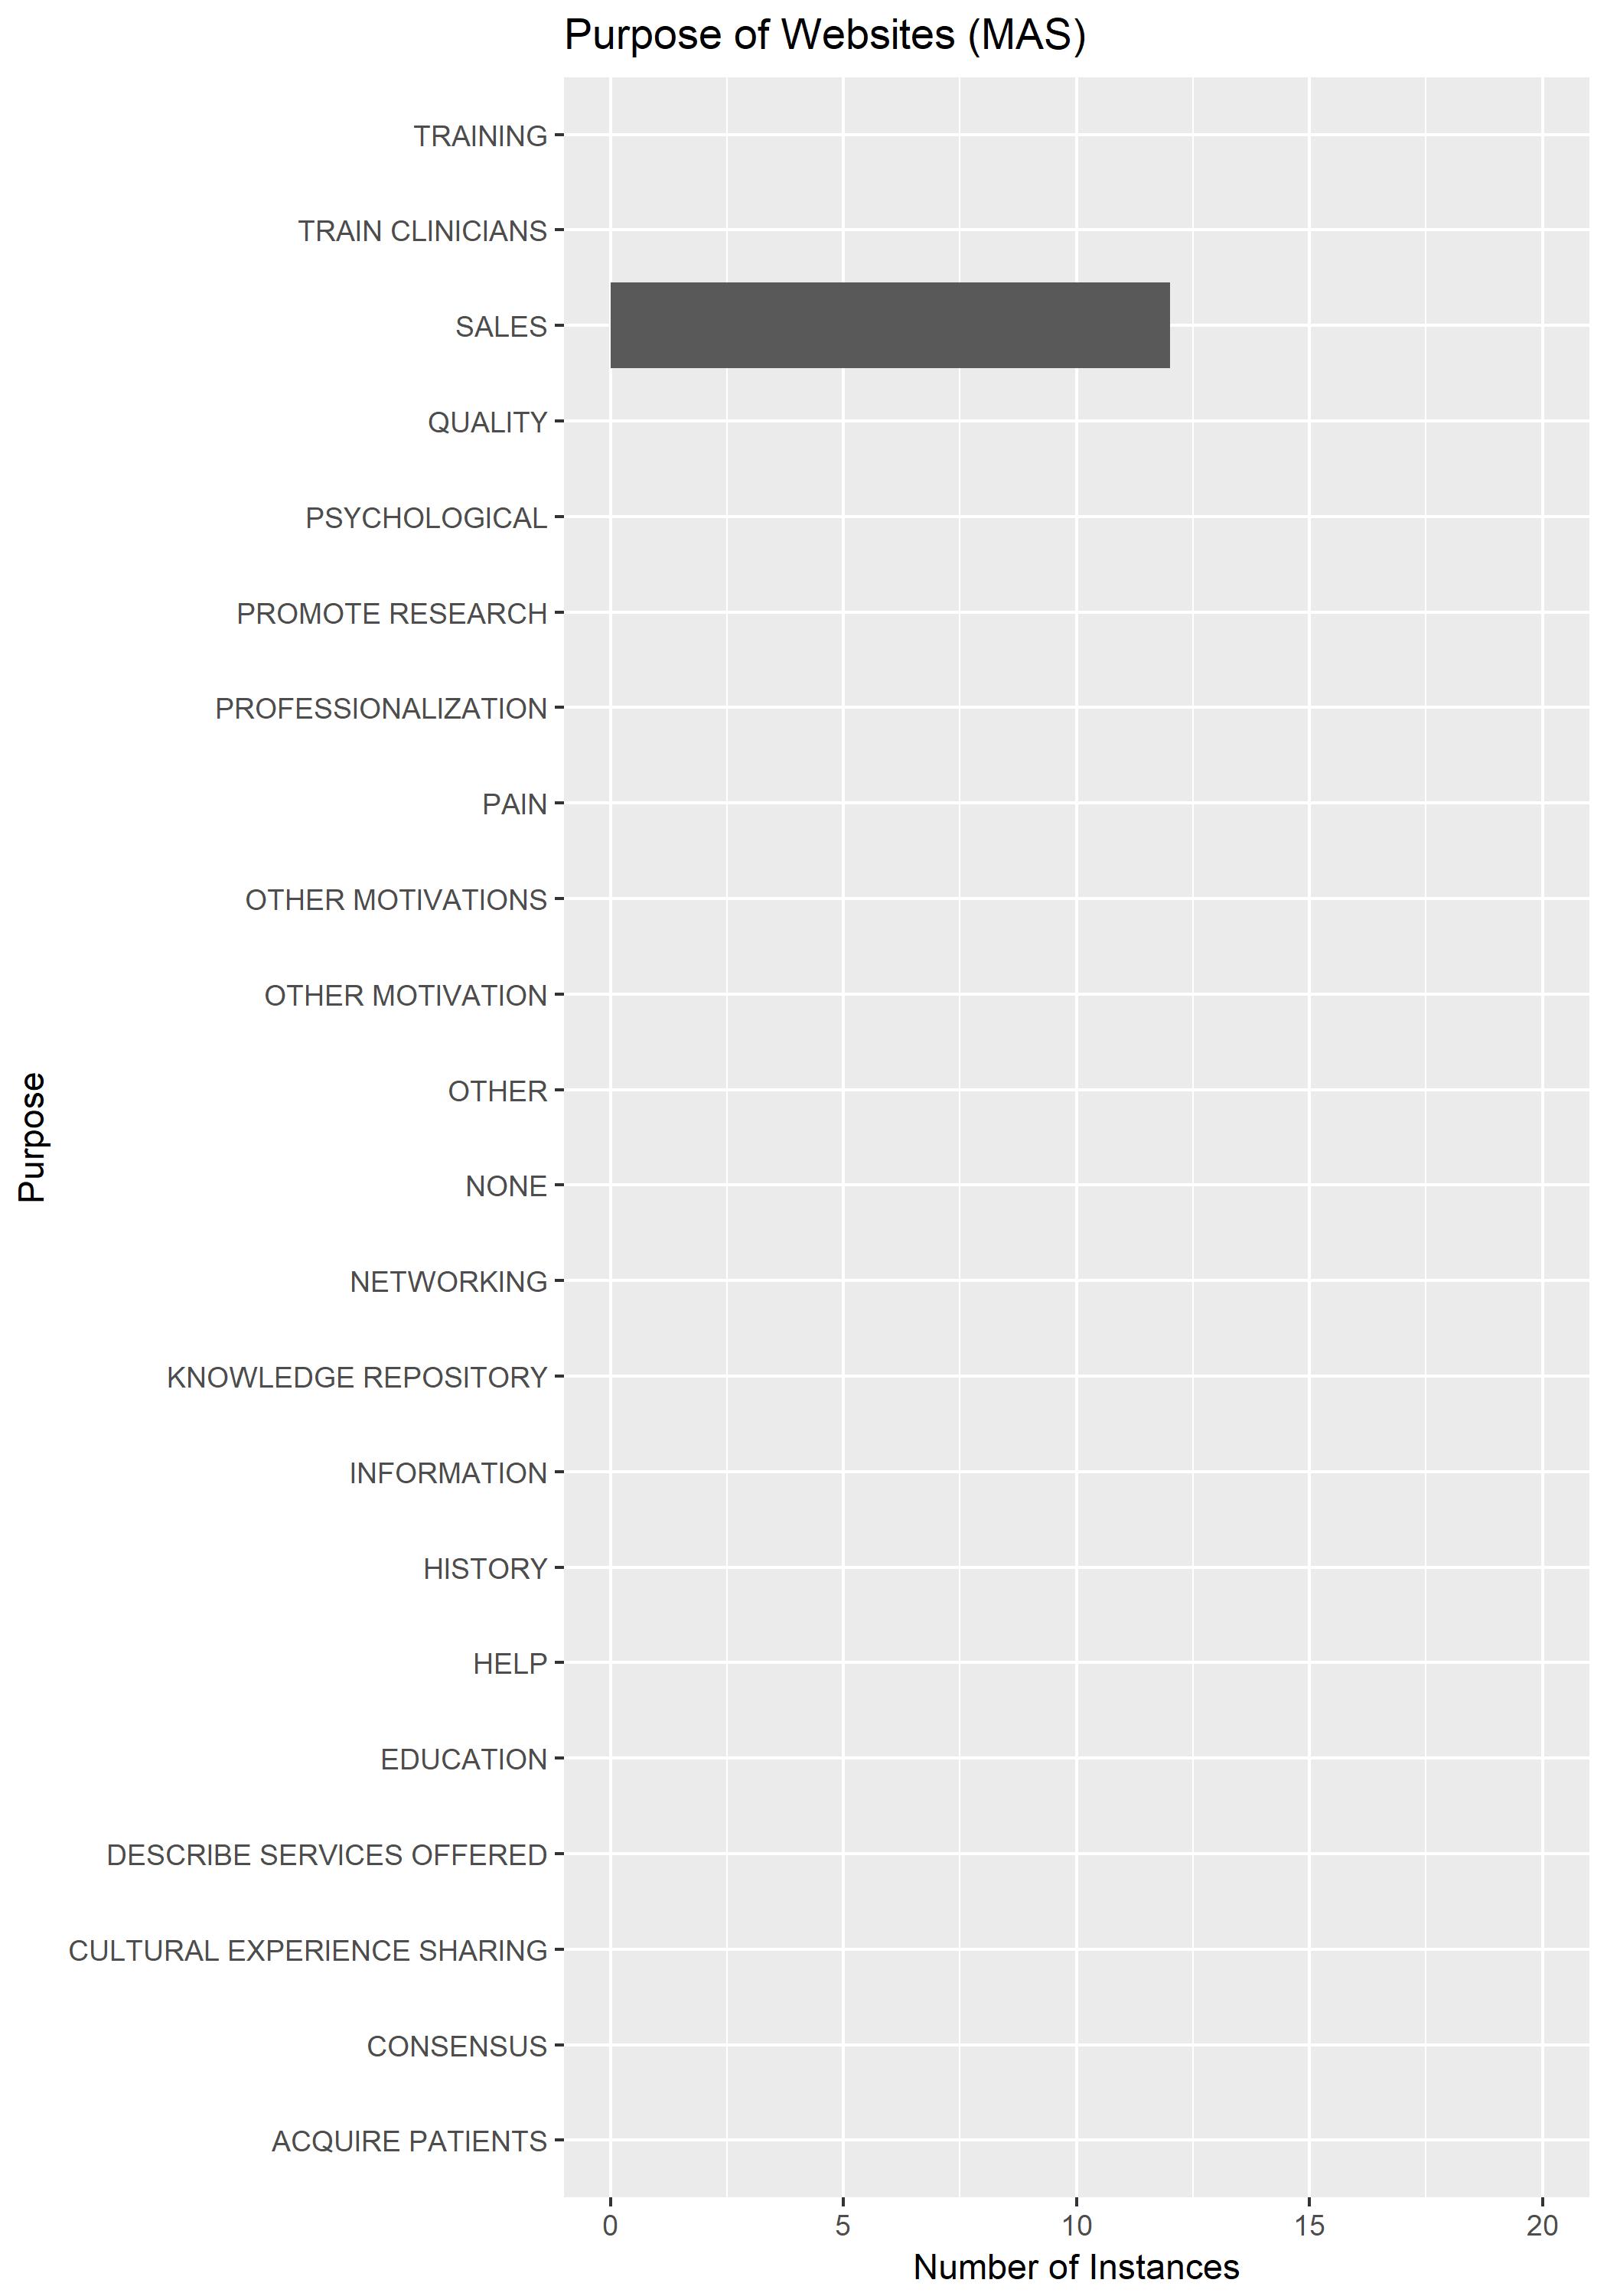 Purpose of Websites (MAS)
TRAINING
TRAIN CLINICIANS
SALES
QUALITY
PSYCHOLOGICAL
PROMOTE RESEARCH
PROFESSIONALIZATION
PAIN
OTHER MOTIVATIONS
OTHER MOTIVATION
OTHER
NONE
NETWORKING
KNOWLEDGE REPOSITORY
INFORMATION
HISTORY
HELP
EDUCATION
DESCRIBE SERVICES OFFERED
CULTURAL EXPERIENCE SHARING
CONSENSUS
ACQUIRE PATIENTS
Purpose
0 5 10 15 20
Number of Instances